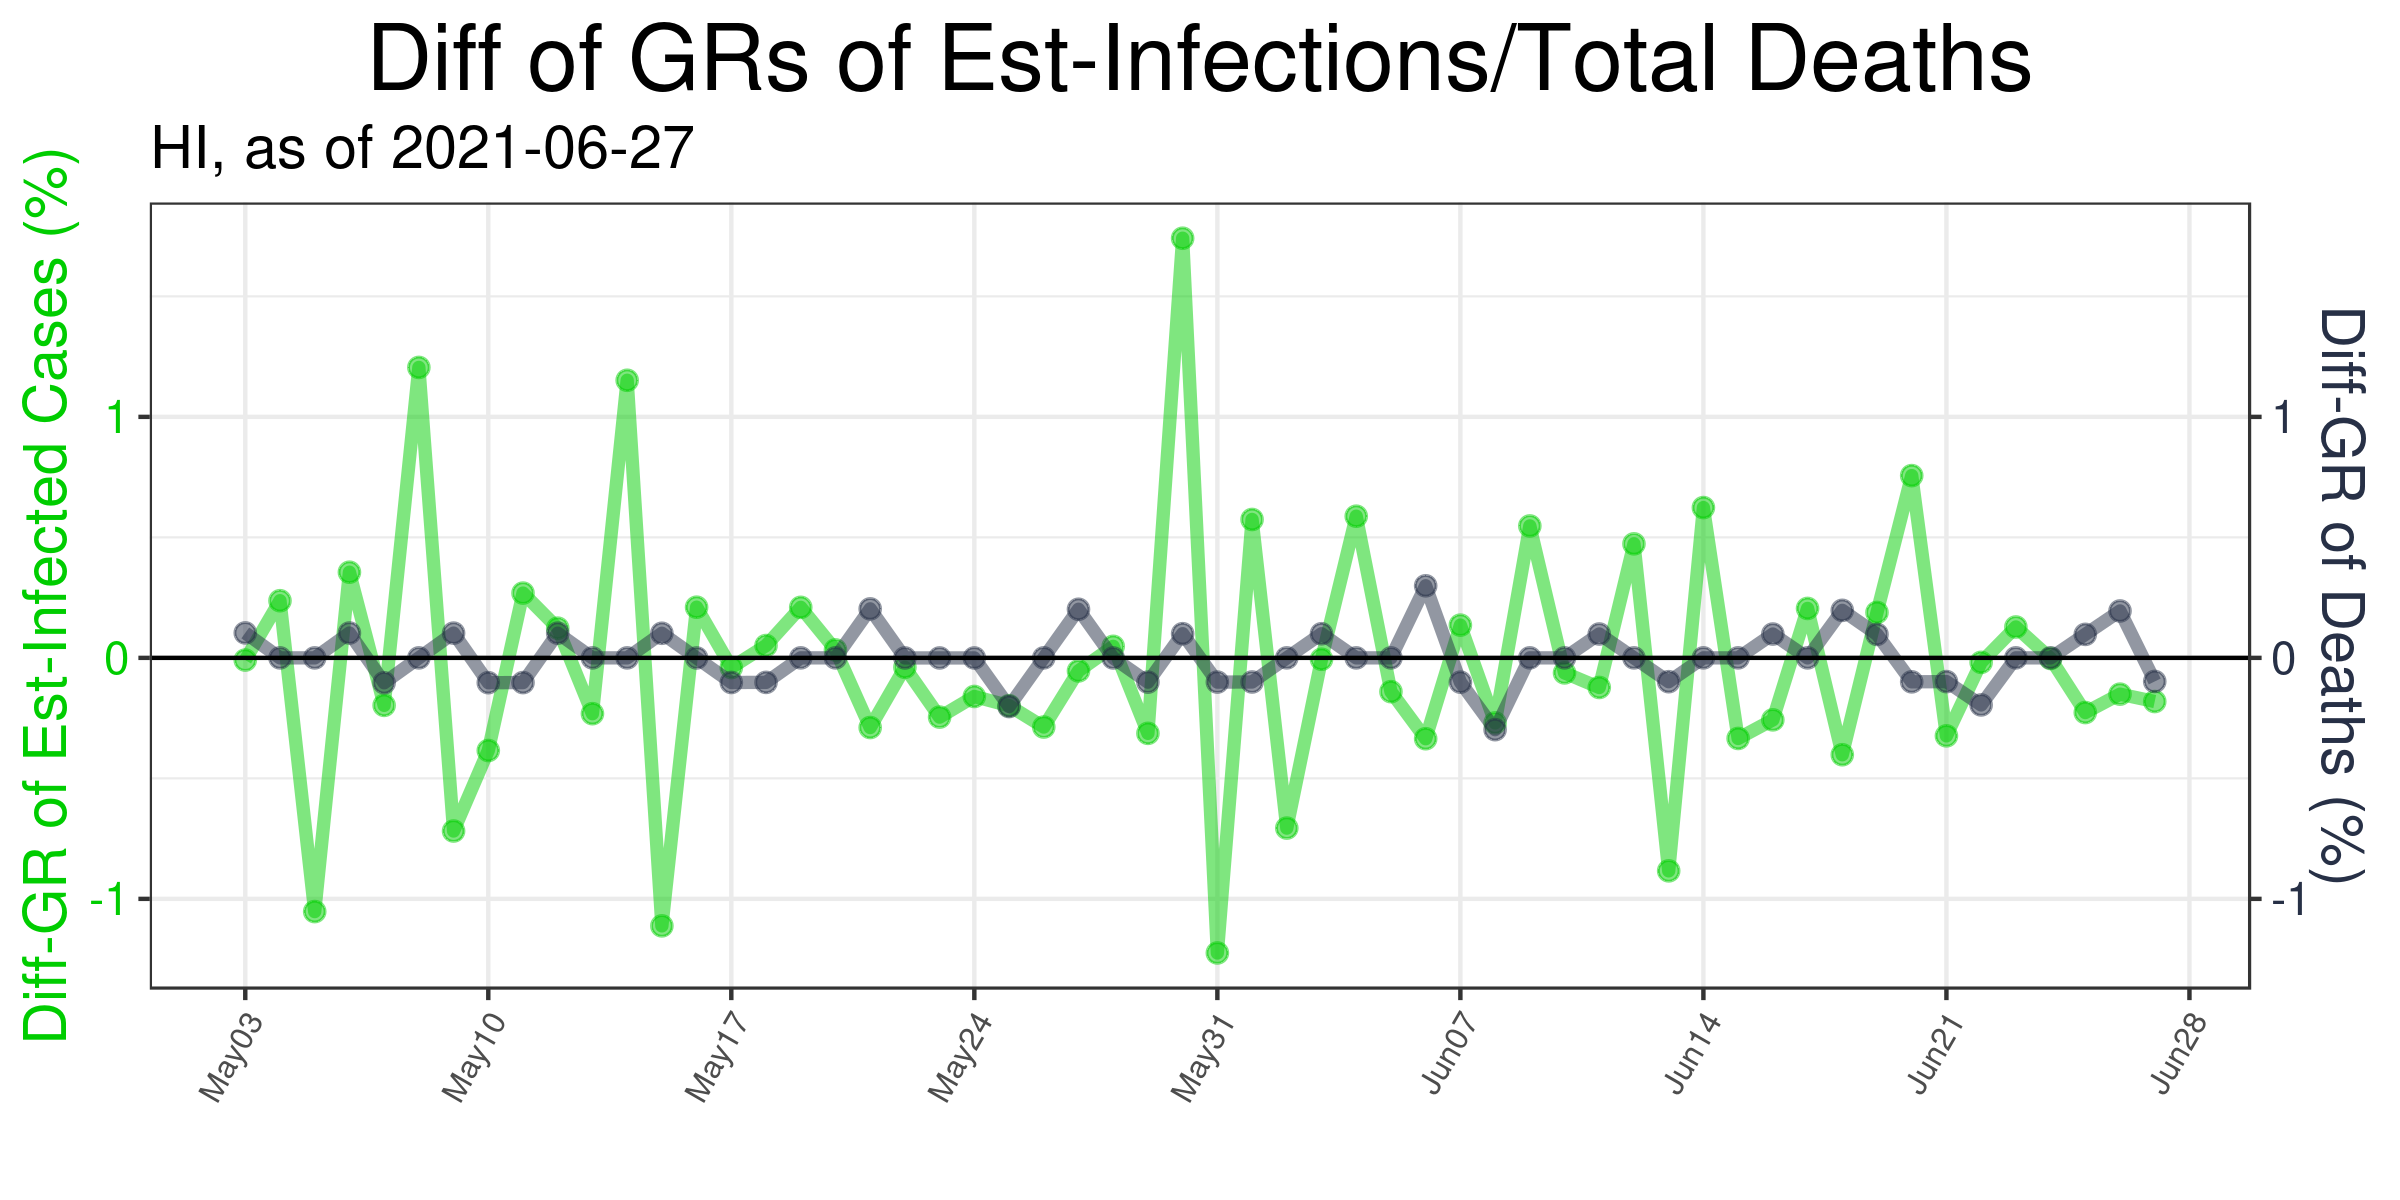 Diff of GRs of Est-Infections/Total Deaths
HI, as of 2021-06-27
Diff-GR of Est-Infected Cases (%)
1
0
-1
1
0
-1
Diff-GR of Deaths (%)
May03
May10
May17
May24
May31
Jun07
Jun14
Jun21
Jun28